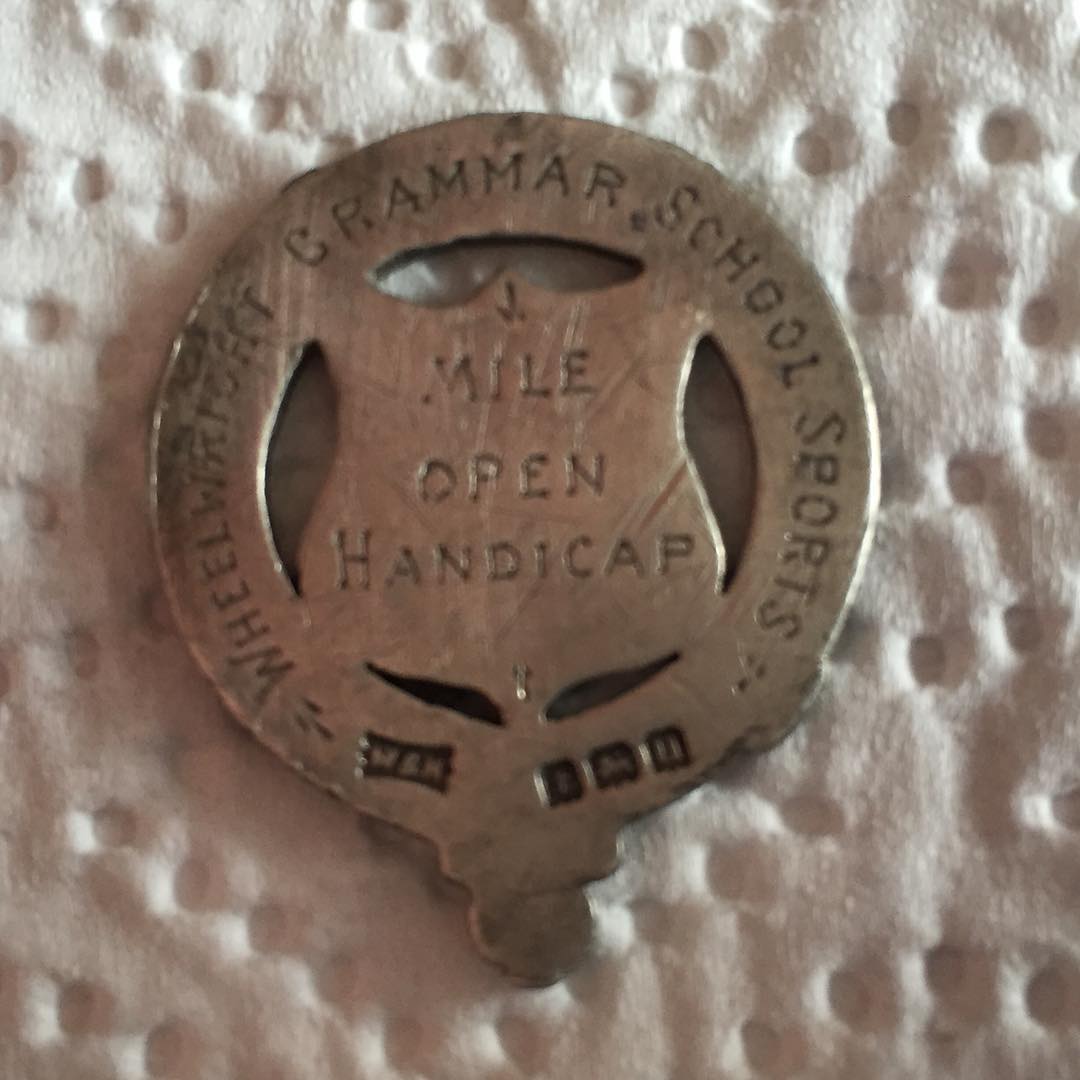 WHEELWRIGHT GRAMMAR SCHOOL SPORTS
MILE
OPEN
HANDICAP